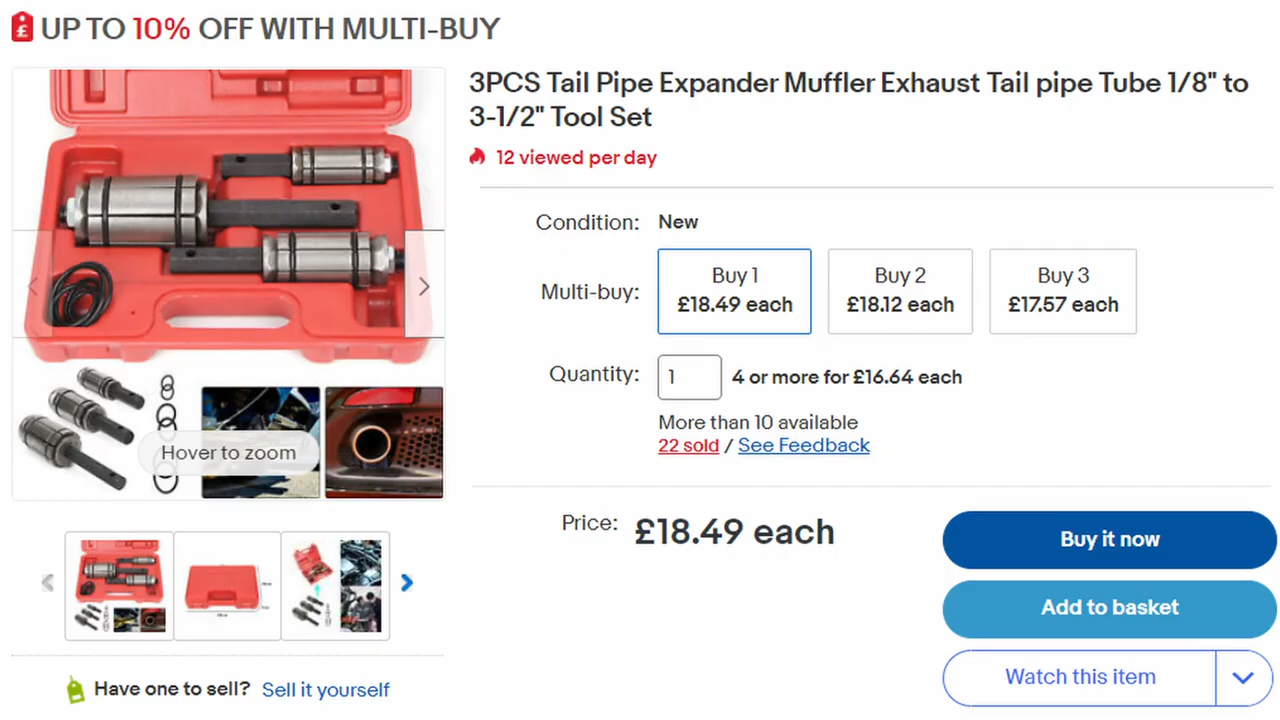 UP TO 10% OFF WITH MULTI-BUY
3PCS Tail Pipe Expander Muffler Exhaust Tail pipe Tube 1/8" to
3-1/2" Tool Set
12 viewed per day
Condition: New
Multi-buy:
Buy 1
£18.49 each
Buy 2
£18.12 each
Buy 3
£17.57 each
Quantity: 1 4 or more for £16.64 each
More than 10 available
22 sold / See Feedback
Hover to zoom
Price: £18.49 each
Buy it now
Add to basket
Watch this item
Have one to sell? Sell it yourself